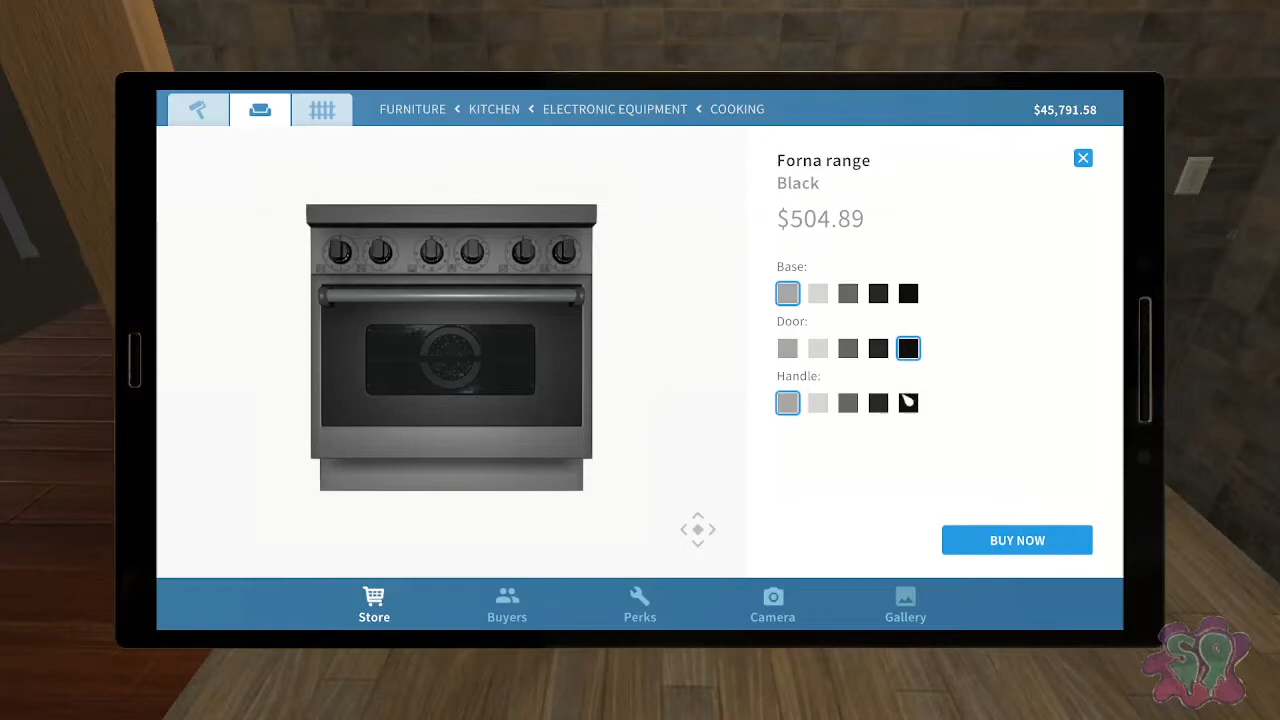 FURNITURE < KITCHEN < ELECTRONIC EQUIPMENT < COOKING
$45,791.58
Forna range
Black
$504.89
Base:
Door:
Handle:
BUY NOW
Store
Buyers
Perks
Camera
Gallery
S9